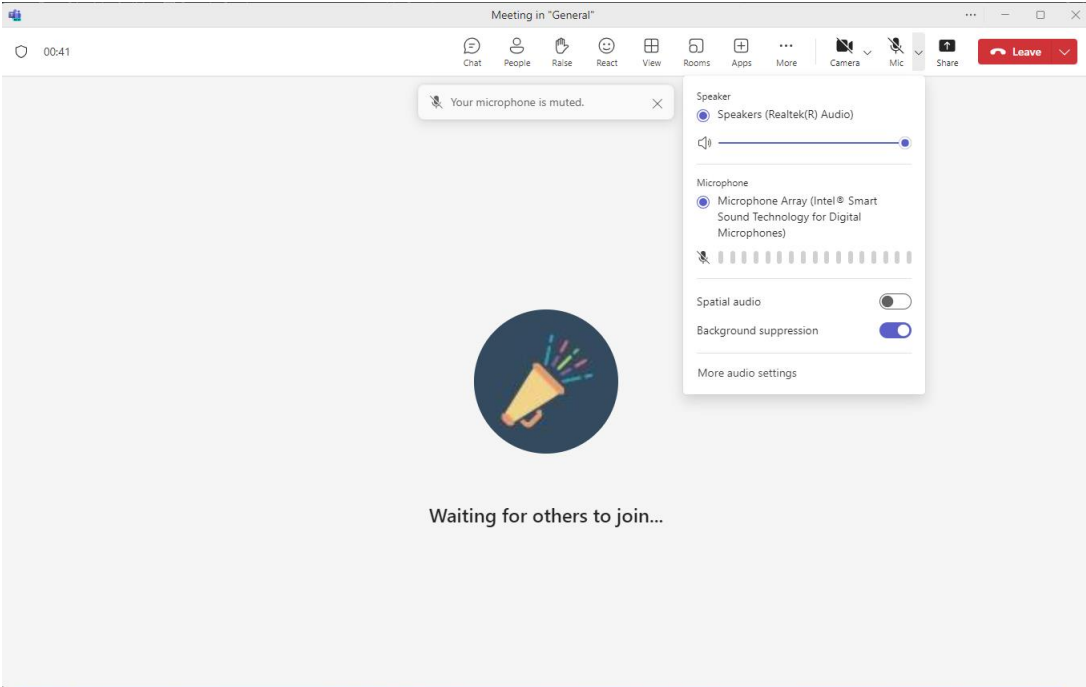 Meeting in "General"
00:41
Chat
People
Raise
React
View
Rooms
Apps
More
Camera
Mic
Share
Leave
Your microphone is muted.
Speaker
Speakers (Realtek(R) Audio)
Microphone
Microphone Array (Intel® Smart
Sound Technology for Digital
Microphones)
Spatial audio
Background suppression
More audio settings
Waiting for others to join...